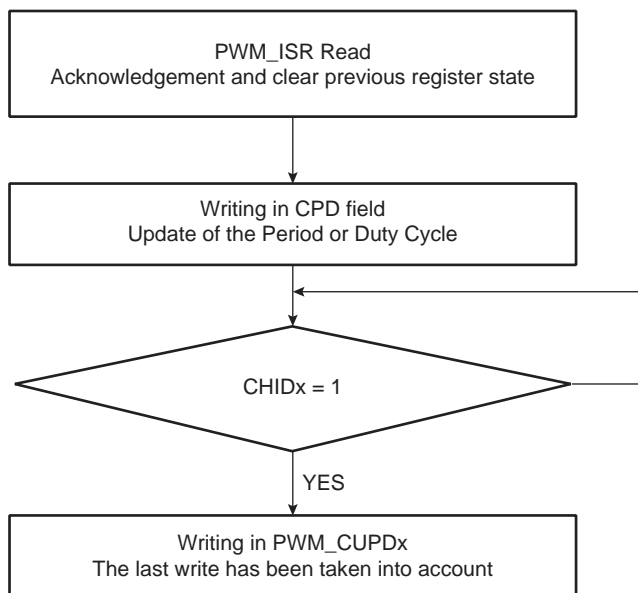 PWM_ISR Read
Acknowledgement and clear previous register state
Writing in CPD field
Update of the Period or Duty Cycle
CHIDx = 1
YES
Writing in PWM_CUPDx
The last write has been taken into account